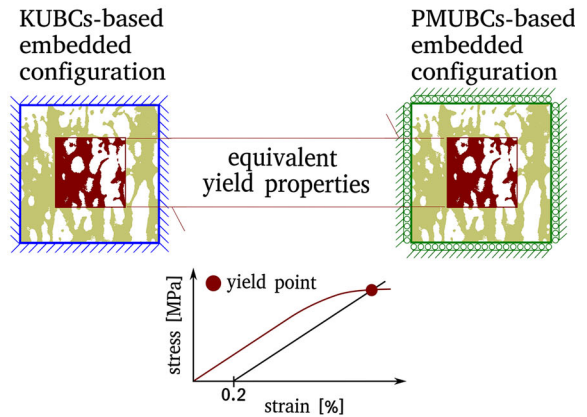 KUBCs-based
embedded
configuration
PMUBCs-based
embedded
configuration
equivalent
yield properties
yield point
stress [MPa]
0.2
strain [%]